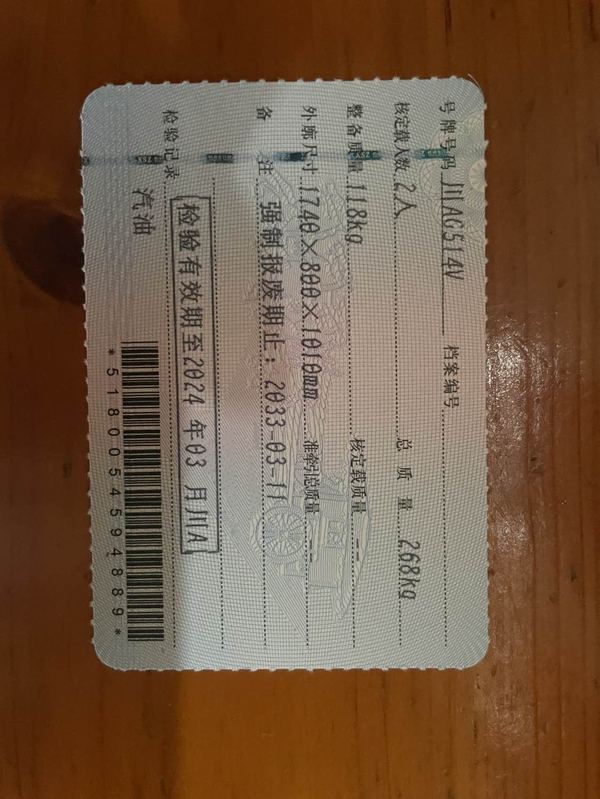 号牌号码 川AG514V 档案编号
核定载人数 2人 总质量 268kg
整备质量 118kg 核定载质量 --
外廓尺寸 1740×800×1010mm 准牵引总质量 --
备注 强制报废期止：2033-03-11
检验有效期至2024年03月川A
检验记录 汽油
*5180054594889*